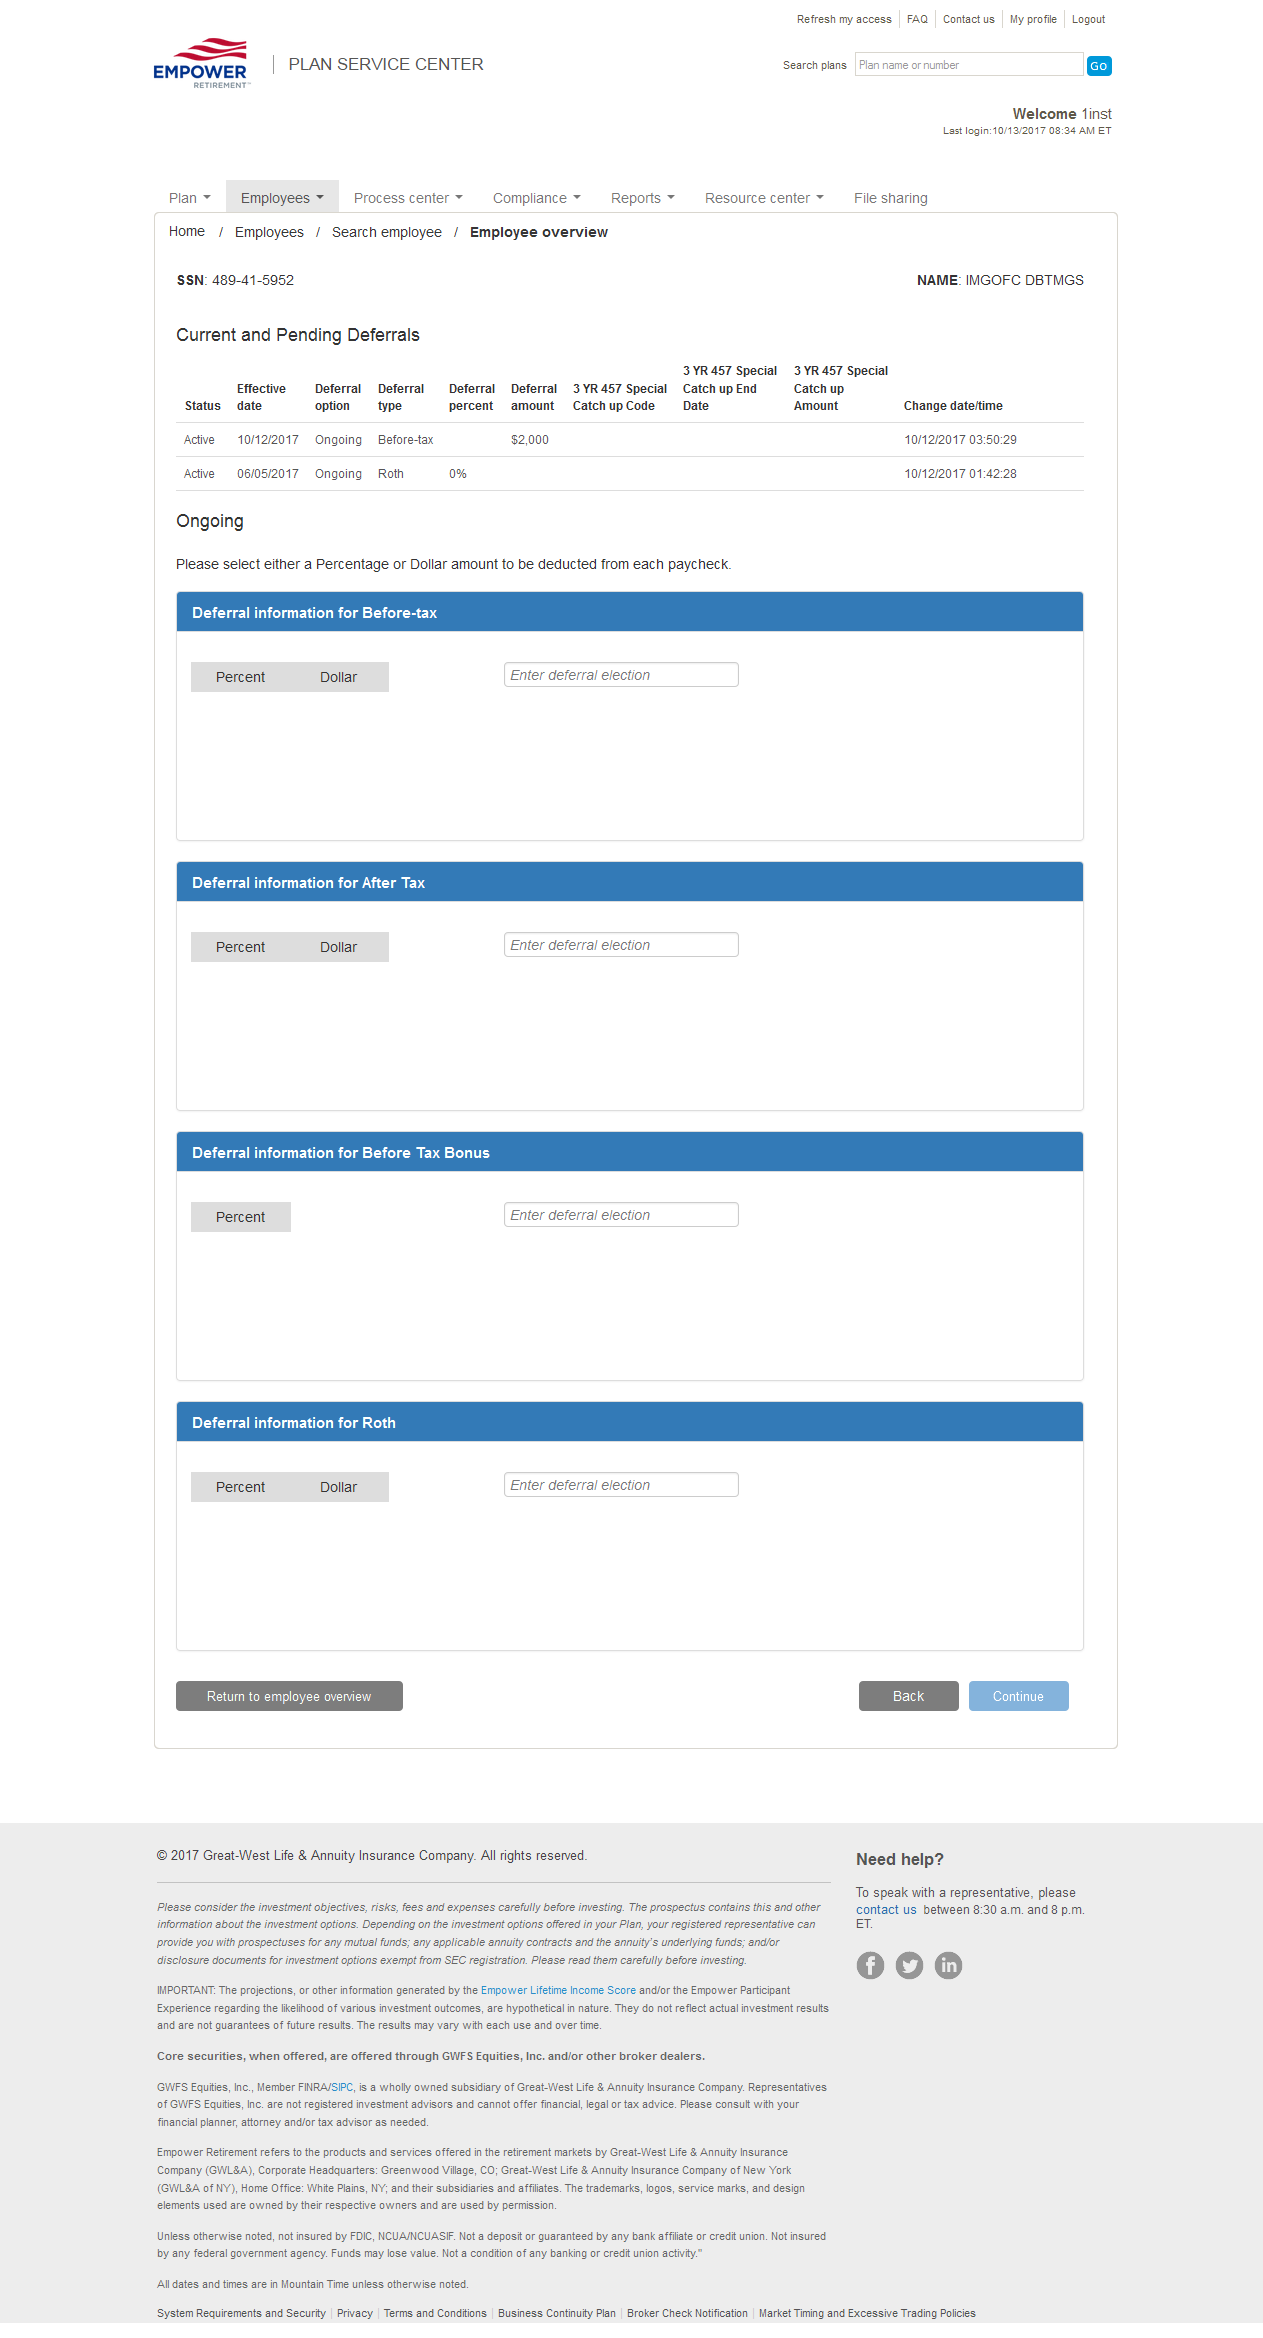 Refresh my access FAQ Contact us My profile Logout
EMPOWER
RETIREMENT™
PLAN SERVICE CENTER
Search plans Plan name or number Go
Welcome 1inst
Last login:10/13/2017 08:34 AM ET
Plan Employees Process center Compliance Reports Resource center File sharing
Home / Employees / Search employee / Employee overview
SSN: 489-41-5952 NAME: IMGOFC DBTMGS
Current and Pending Deferrals
Status Effective date Deferral option Deferral type Deferral percent Deferral amount 3 YR 457 Special Catch up Code 3 YR 457 Special Catch up End Date 3 YR 457 Special Catch up Amount Change date/time
Active 10/12/2017 Ongoing Before-tax $2,000 10/12/2017 03:50:29
Active 06/05/2017 Ongoing Roth 0% 10/12/2017 01:42:28
Ongoing
Please select either a Percentage or Dollar amount to be deducted from each paycheck.
Deferral information for Before-tax
Percent Dollar Enter deferral election
Deferral information for After Tax
Percent Dollar Enter deferral election
Deferral information for Before Tax Bonus
Percent Enter deferral election
Deferral information for Roth
Percent Dollar Enter deferral election
Return to employee overview Back Continue
© 2017 Great-West Life & Annuity Insurance Company. All rights reserved.
Please consider the investment objectives, risks, fees and expenses carefully before investing. The prospectus contains this and other
information about the investment options. Depending on the investment options offered in your Plan, your registered representative can
provide you with prospectuses for any mutual funds; any applicable annuity contracts and the annuity's underlying funds; and/or
disclosure documents for investment options exempt from SEC registration. Please read them carefully before investing.
IMPORTANT: The projections, or other information generated by the Empower Lifetime Income Score and/or the Empower Participant
Experience regarding the likelihood of various investment outcomes, are hypothetical in nature. They do not reflect actual investment results
and are not guarantees of future results. The results may vary with each use and over time.
Core securities, when offered, are offered through GWFS Equities, Inc. and/or other broker dealers.
GWFS Equities, Inc., Member FINRA/SIPC, is a wholly owned subsidiary of Great-West Life & Annuity Insurance Company. Representatives
of GWFS Equities, Inc. are not registered investment advisors and cannot offer financial, legal or tax advice. Please consult with your
financial planner, attorney and/or tax advisor as needed.
Empower Retirement refers to the products and services offered in the retirement markets by Great-West Life & Annuity Insurance
Company (GWL&A), Corporate Headquarters: Greenwood Village, CO; Great-West Life & Annuity Insurance Company of New York
(GWL&A of NY), Home Office: White Plains, NY; and their subsidiaries and affiliates. The trademarks, logos, service marks, and design
elements used are owned by their respective owners and are used by permission.
Unless otherwise noted, not insured by FDIC, NCUA/NCUASIF. Not a deposit or guaranteed by any bank affiliate or credit union. Not insured
by any federal government agency. Funds may lose value. Not a condition of any banking or credit union activity."
All dates and times are in Mountain Time unless otherwise noted.
System Requirements and Security Privacy Terms and Conditions Business Continuity Plan Broker Check Notification Market Timing and Excessive Trading Policies
Need help?
To speak with a representative, please
contact us between 8:30 a.m. and 8 p.m.
ET.
f in